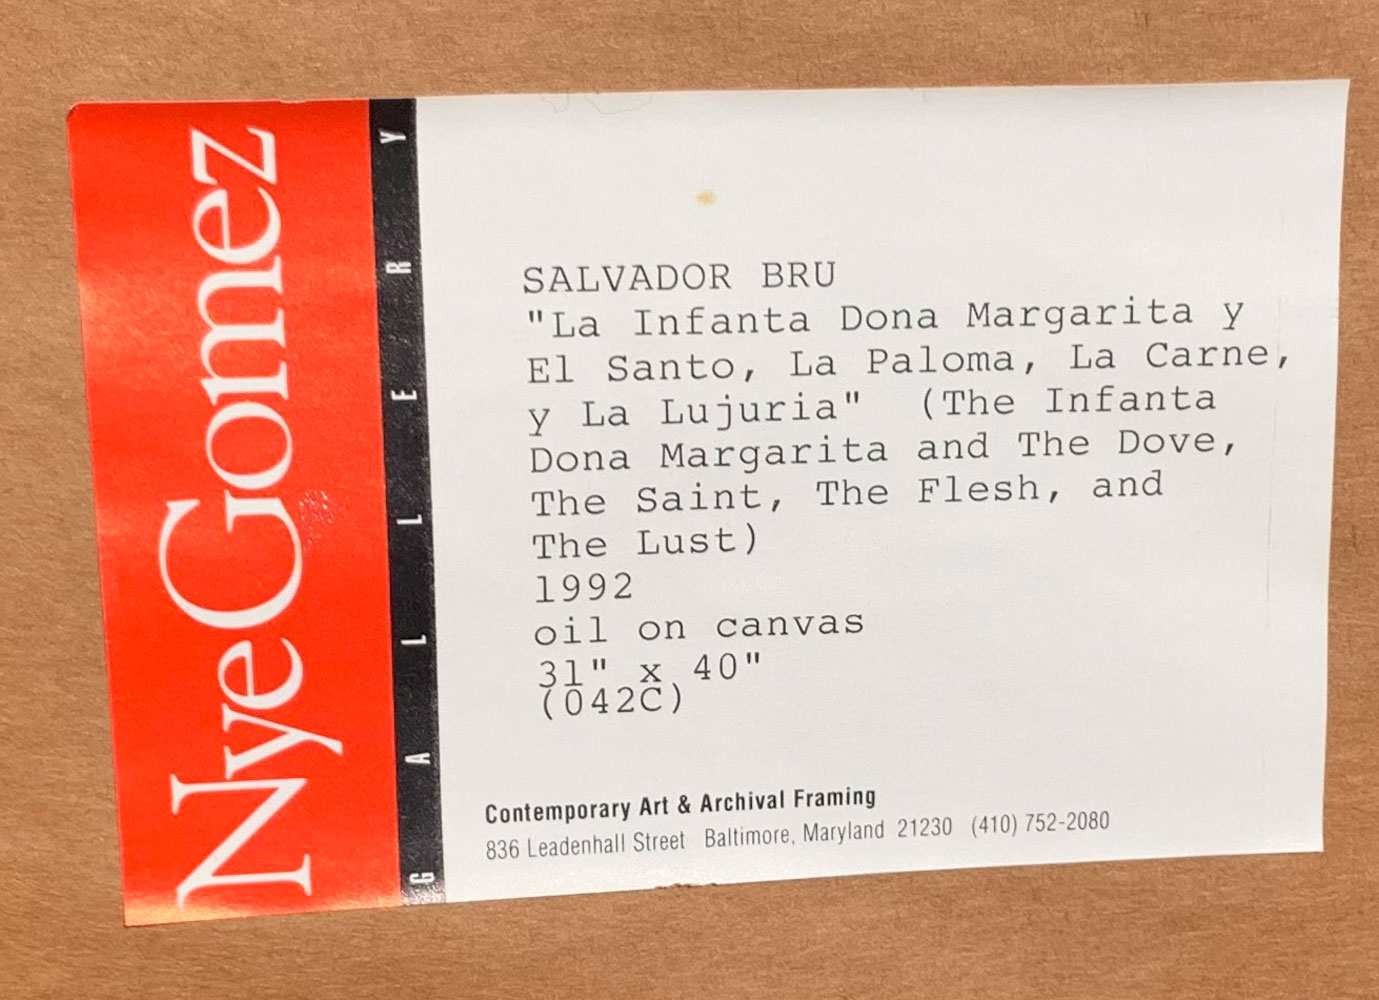 NyeGomez
GALLERY
SALVADOR BRU
"La Infanta Dona Margarita y
El Santo, La Paloma, La Carne,
y La Lujuria" (The Infanta
Dona Margarita and The Dove,
The Saint, The Flesh, and
The Lust)
1992
oil on canvas
31" x 40"
(042C)
Contemporary Art & Archival Framing
836 Leadenhall Street Baltimore, Maryland 21230 (410) 752-2080